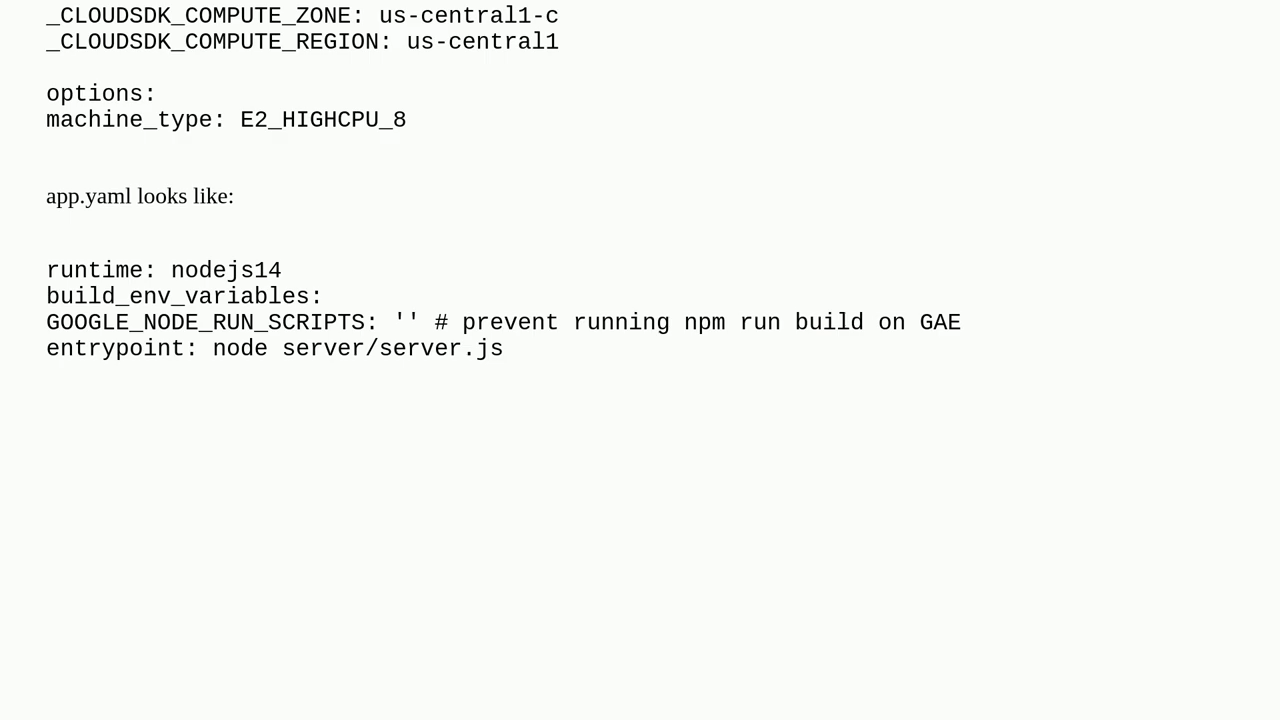 _CLOUDSDK_COMPUTE_ZONE: us-central1-c
_CLOUDSDK_COMPUTE_REGION: us-central1
options:
machine_type: E2_HIGHCPU_8
app.yaml looks like:
runtime: nodejs14
build_env_variables:
GOOGLE_NODE_RUN_SCRIPTS: '' # prevent running npm run build on GAE
entrypoint: node server/server.js